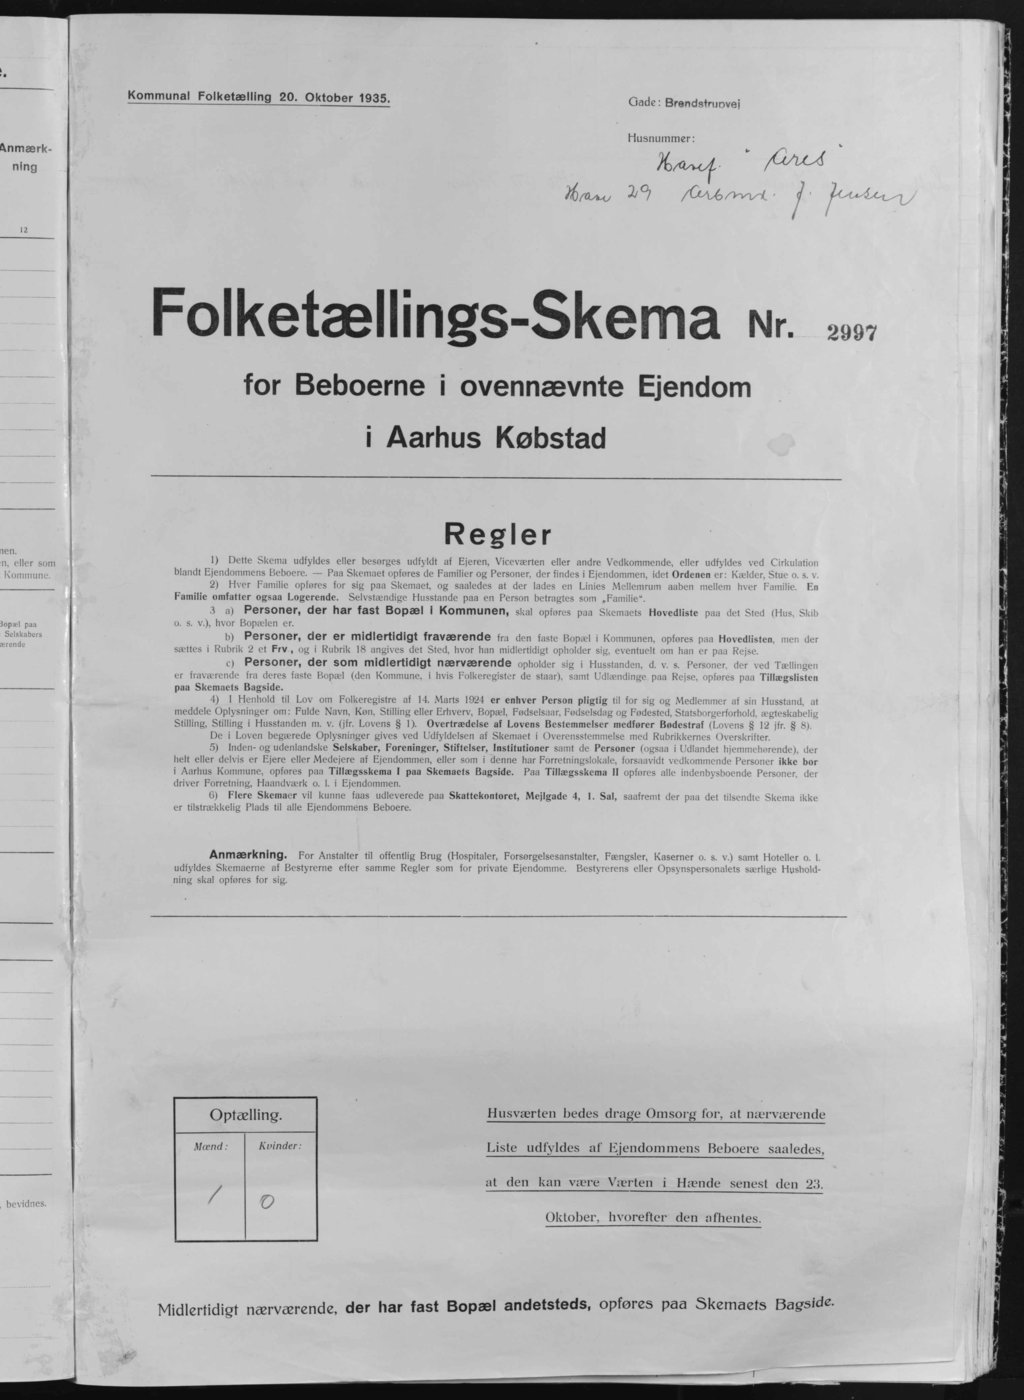 .
Anmærk-
ning
12
Kommune.
Bopæl paa
Selskabers
bevidnes.
Kommunal Folketælling 20. Oktober 1935.
Gade: Brendstrupvej
Husnummer:
Havef. "Ares"
Have 29 Arbmd. J. Jensen
Folketællings-Skema Nr. 2997
for Beboerne i ovennævnte Ejendom
i Aarhus Købstad
Regler
1) Dette Skema udfyldes eller besørges udfyldt af Ejeren, Viceværten eller andre Vedkommende, eller udfyldes ved Cirkulation
blandt Ejendommens Beboere. — Paa Skemaet opføres de Familier og Personer, der findes i Ejendommen, idet Ordenen er: Kælder, Stue o. s. v.
2) Hver Familie opføres for sig paa Skemaet, og saaledes at der lades en Linies Mellemrum aaben mellem hver Familie. En
Familie omfatter ogsaa Logerende. Selvstændige Husstande paa en Person betragtes som „Familie".
3 a) Personer, der har fast Bopæl i Kommunen, skal opføres paa Skemaets Hovedliste paa det Sted (Hus, Skib
o. s. v.), hvor Bopælen er.
b) Personer, der er midlertidigt fraværende fra den faste Bopæl i Kommunen, opføres paa Hovedlisten, men der
sættes i Rubrik 2 et Frv., og i Rubrik 18 angives det Sted, hvor han midlertidigt opholder sig, eventuelt om han er paa Rejse.
c) Personer, der som midlertidigt nærværende opholder sig i Husstanden, d. v. s. Personer, der ved Tællingen
er fraværende fra deres faste Bopæl (den Kommune, i hvis Folkeregister de staar), samt Udlændinge paa Rejse, opføres paa Tillægslisten
paa Skemaets Bagside.
4) I Henhold til Lov om Folkeregistre af 14. Marts 1924 er enhver Person pligtig til for sig og Medlemmer af sin Husstand, at
meddele Oplysninger om: Fulde Navn, Køn, Stilling eller Erhverv, Bopæl, Fødselsaar, Fødselsdag og Fødested, Statsborgerforhold, ægteskabelig
Stilling, Stilling i Husstanden m. v. (jfr. Lovens § 1). Overtrædelse af Lovens Bestemmelser medfører Bødestraf (Lovens § 12 jfr. § 8).
De i Loven begærede Oplysninger gives ved Udfyldelsen af Skemaet i Overensstemmelse med Rubrikkernes Overskrifter.
5) Inden- og udenlandske Selskaber, Foreninger, Stiftelser, Institutioner samt de Personer (ogsaa i Udlandet hjemmehørende), der
helt eller delvis er Ejere eller Medejere af Ejendommen, eller som i denne har Forretningslokale, forsaavidt vedkommende Personer ikke bor
i Aarhus Kommune, opføres paa Tillægsskema I paa Skemaets Bagside. Paa Tillægsskema II opføres alle indenbysboende Personer, der
driver Forretning, Haandværk o. l. i Ejendommen.
6) Flere Skemaer vil kunne faas udleverede paa Skattekontoret, Mejlgade 4, 1. Sal, saafremt der paa det tilsendte Skema ikke
er tilstrækkelig Plads til alle Ejendommens Beboere.
Anmærkning. For Anstalter til offentlig Brug (Hospitaler, Forsørgelsesanstalter, Fængsler, Kaserner o. s. v.) samt Hoteller o. l.
udfyldes Skemaerne af Bestyrerne efter samme Regler som for private Ejendomme. Bestyrerens eller Opsynspersonalets særlige Hushold-
ning skal opføres for sig.
Optælling.
Mænd: Kvinder:
1 0
Husværten bedes drage Omsorg for, at nærværende
Liste udfyldes af Ejendommens Beboere saaledes,
at den kan være Værten i Hænde senest den 23.
Oktober, hvorefter den afhentes.
Midlertidigt nærværende, der har fast Bopæl andetsteds, opføres paa Skemaets Bagside.